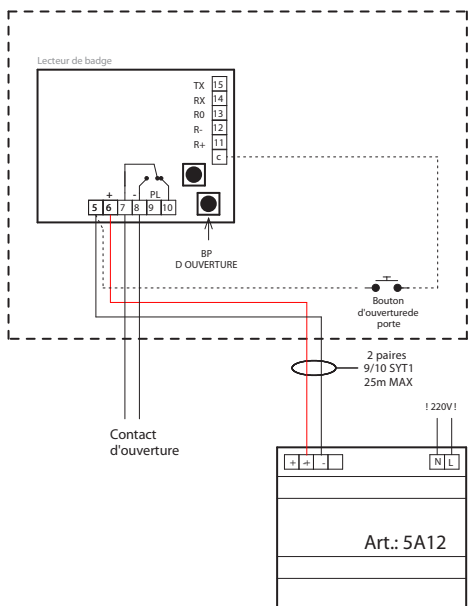 Lecteur de badge
TX 15
RX 14
R0 13
R- 12
R+ 11
c
+ - PL
5 6 7 8 9 10
BP
D OUVERTURE
Bouton
d'ouverturede
porte
2 paires
9/10 SYT1
25m MAX
! 220V !
Contact
d'ouverture
+ + - N L
Art.: 5A12